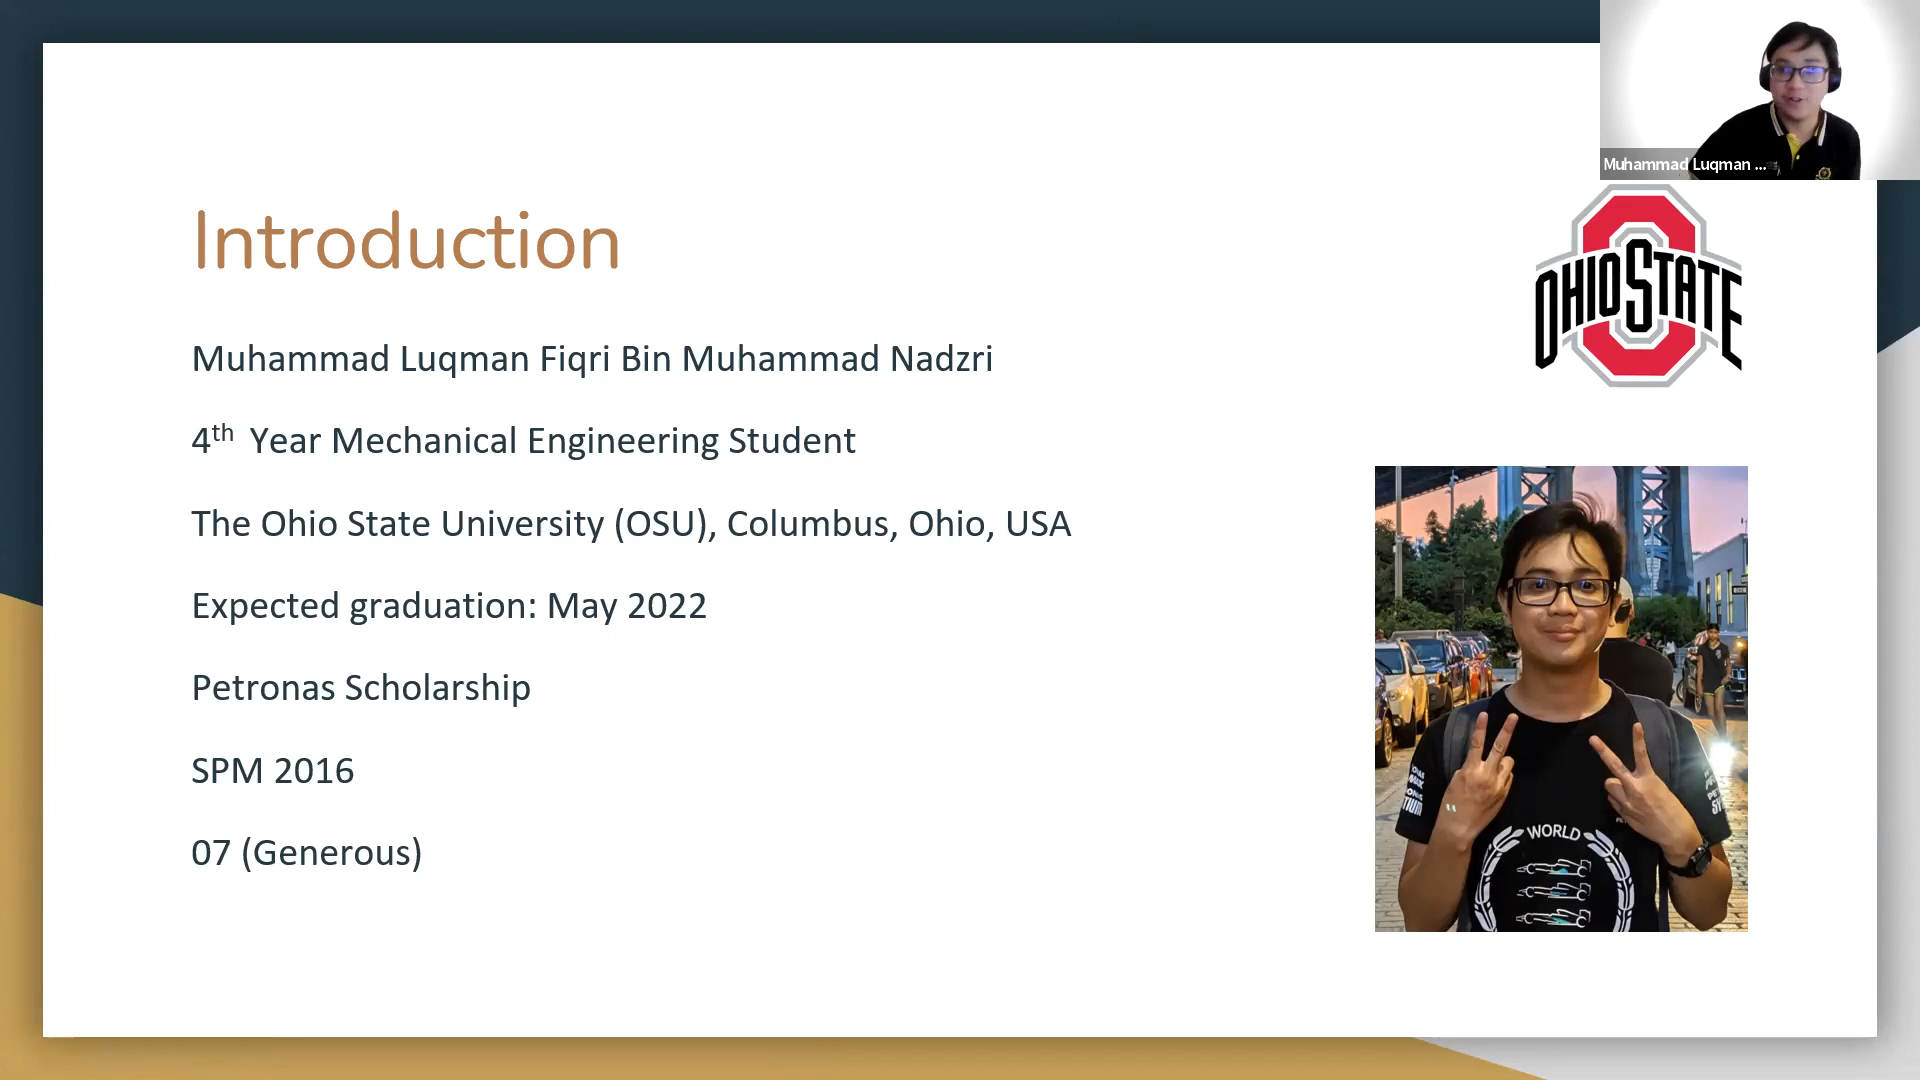 Muhammad Luqman ...
Introduction
OHIO STATE
Muhammad Luqman Fiqri Bin Muhammad Nadzri
4th Year Mechanical Engineering Student
The Ohio State University (OSU), Columbus, Ohio, USA
Expected graduation: May 2022
Petronas Scholarship
SPM 2016
07 (Generous)
WORLD